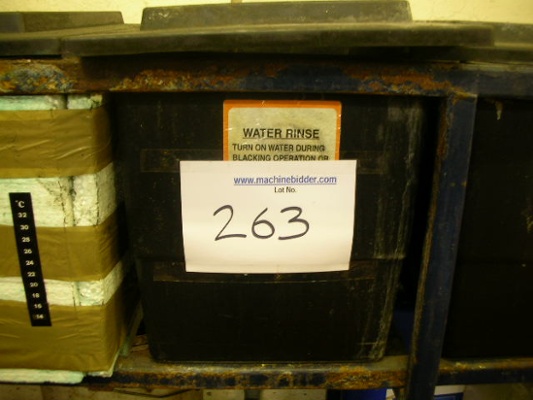 WATER RINSE
TURN ON WATER DURING
BLACKING OPERATION OR
www.machinebidder.com
Lot No.
263
°C
32
30
28
26
24
22
20
18
16
14